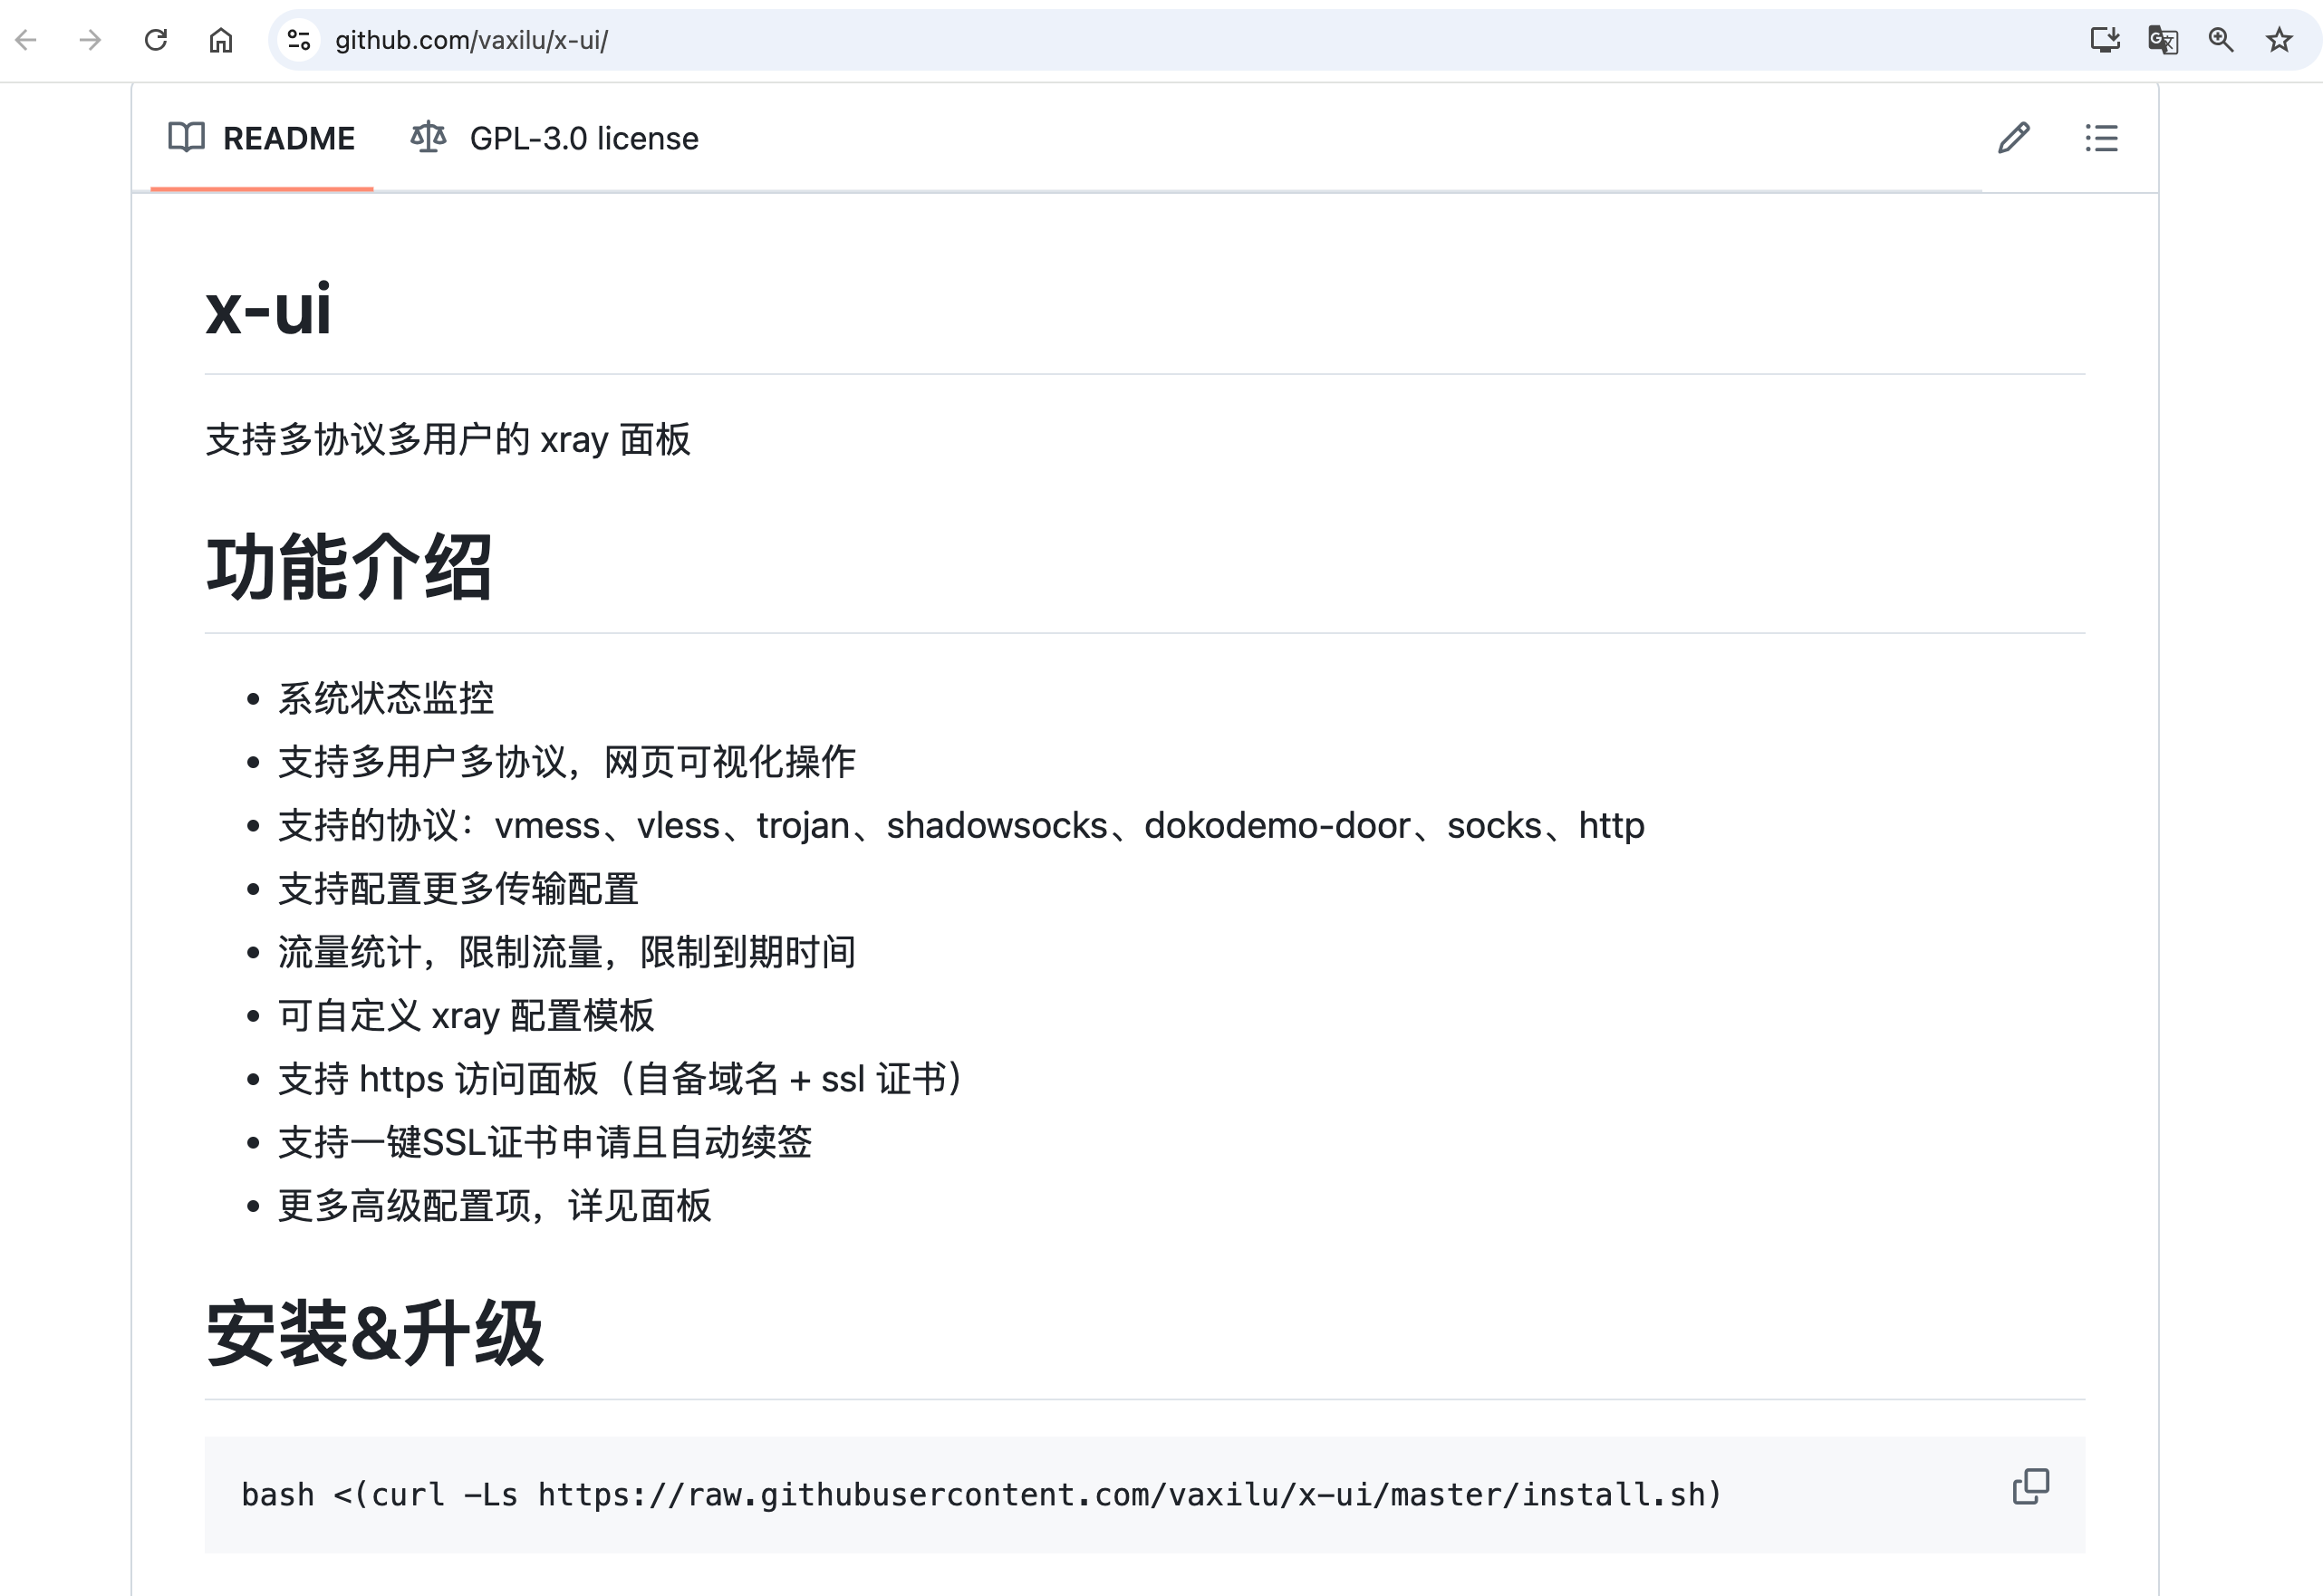 github.com/vaxilu/x-ui/
README
GPL-3.0 license
x-ui
支持多协议多用户的 xray 面板
功能介绍
系统状态监控
支持多用户多协议，网页可视化操作
支持的协议：vmess、vless、trojan、shadowsocks、dokodemo-door、socks、http
支持配置更多传输配置
流量统计，限制流量，限制到期时间
可自定义 xray 配置模板
支持 https 访问面板（自备域名 + ssl 证书）
支持一键SSL证书申请且自动续签
更多高级配置项，详见面板
安装&升级
bash <(curl -Ls https://raw.githubusercontent.com/vaxilu/x-ui/master/install.sh)